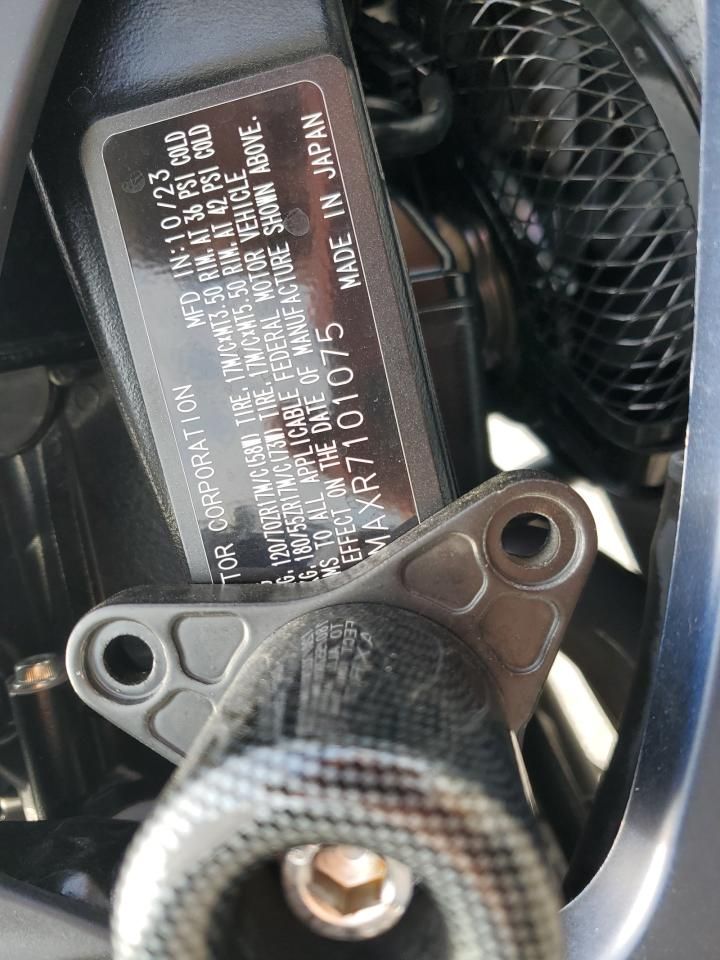 TOR CORPORATION MFD IN:10/23
120/70ZR17M/C(58W) TIRE,17M/C×MT3.50 RIM.AT 36 PSI COLD
G. 180/55ZR17M/C(73W) TIRE,17M/C×MT5.50 RIM.AT 42 PSI COLD
MS TO ALL APPLICABLE FEDERAL MOTOR VEHICLE
EFFECT ON THE DATE OF MANUFACTURE SHOWN ABOVE.
MAXR7101075 MADE IN JAPAN